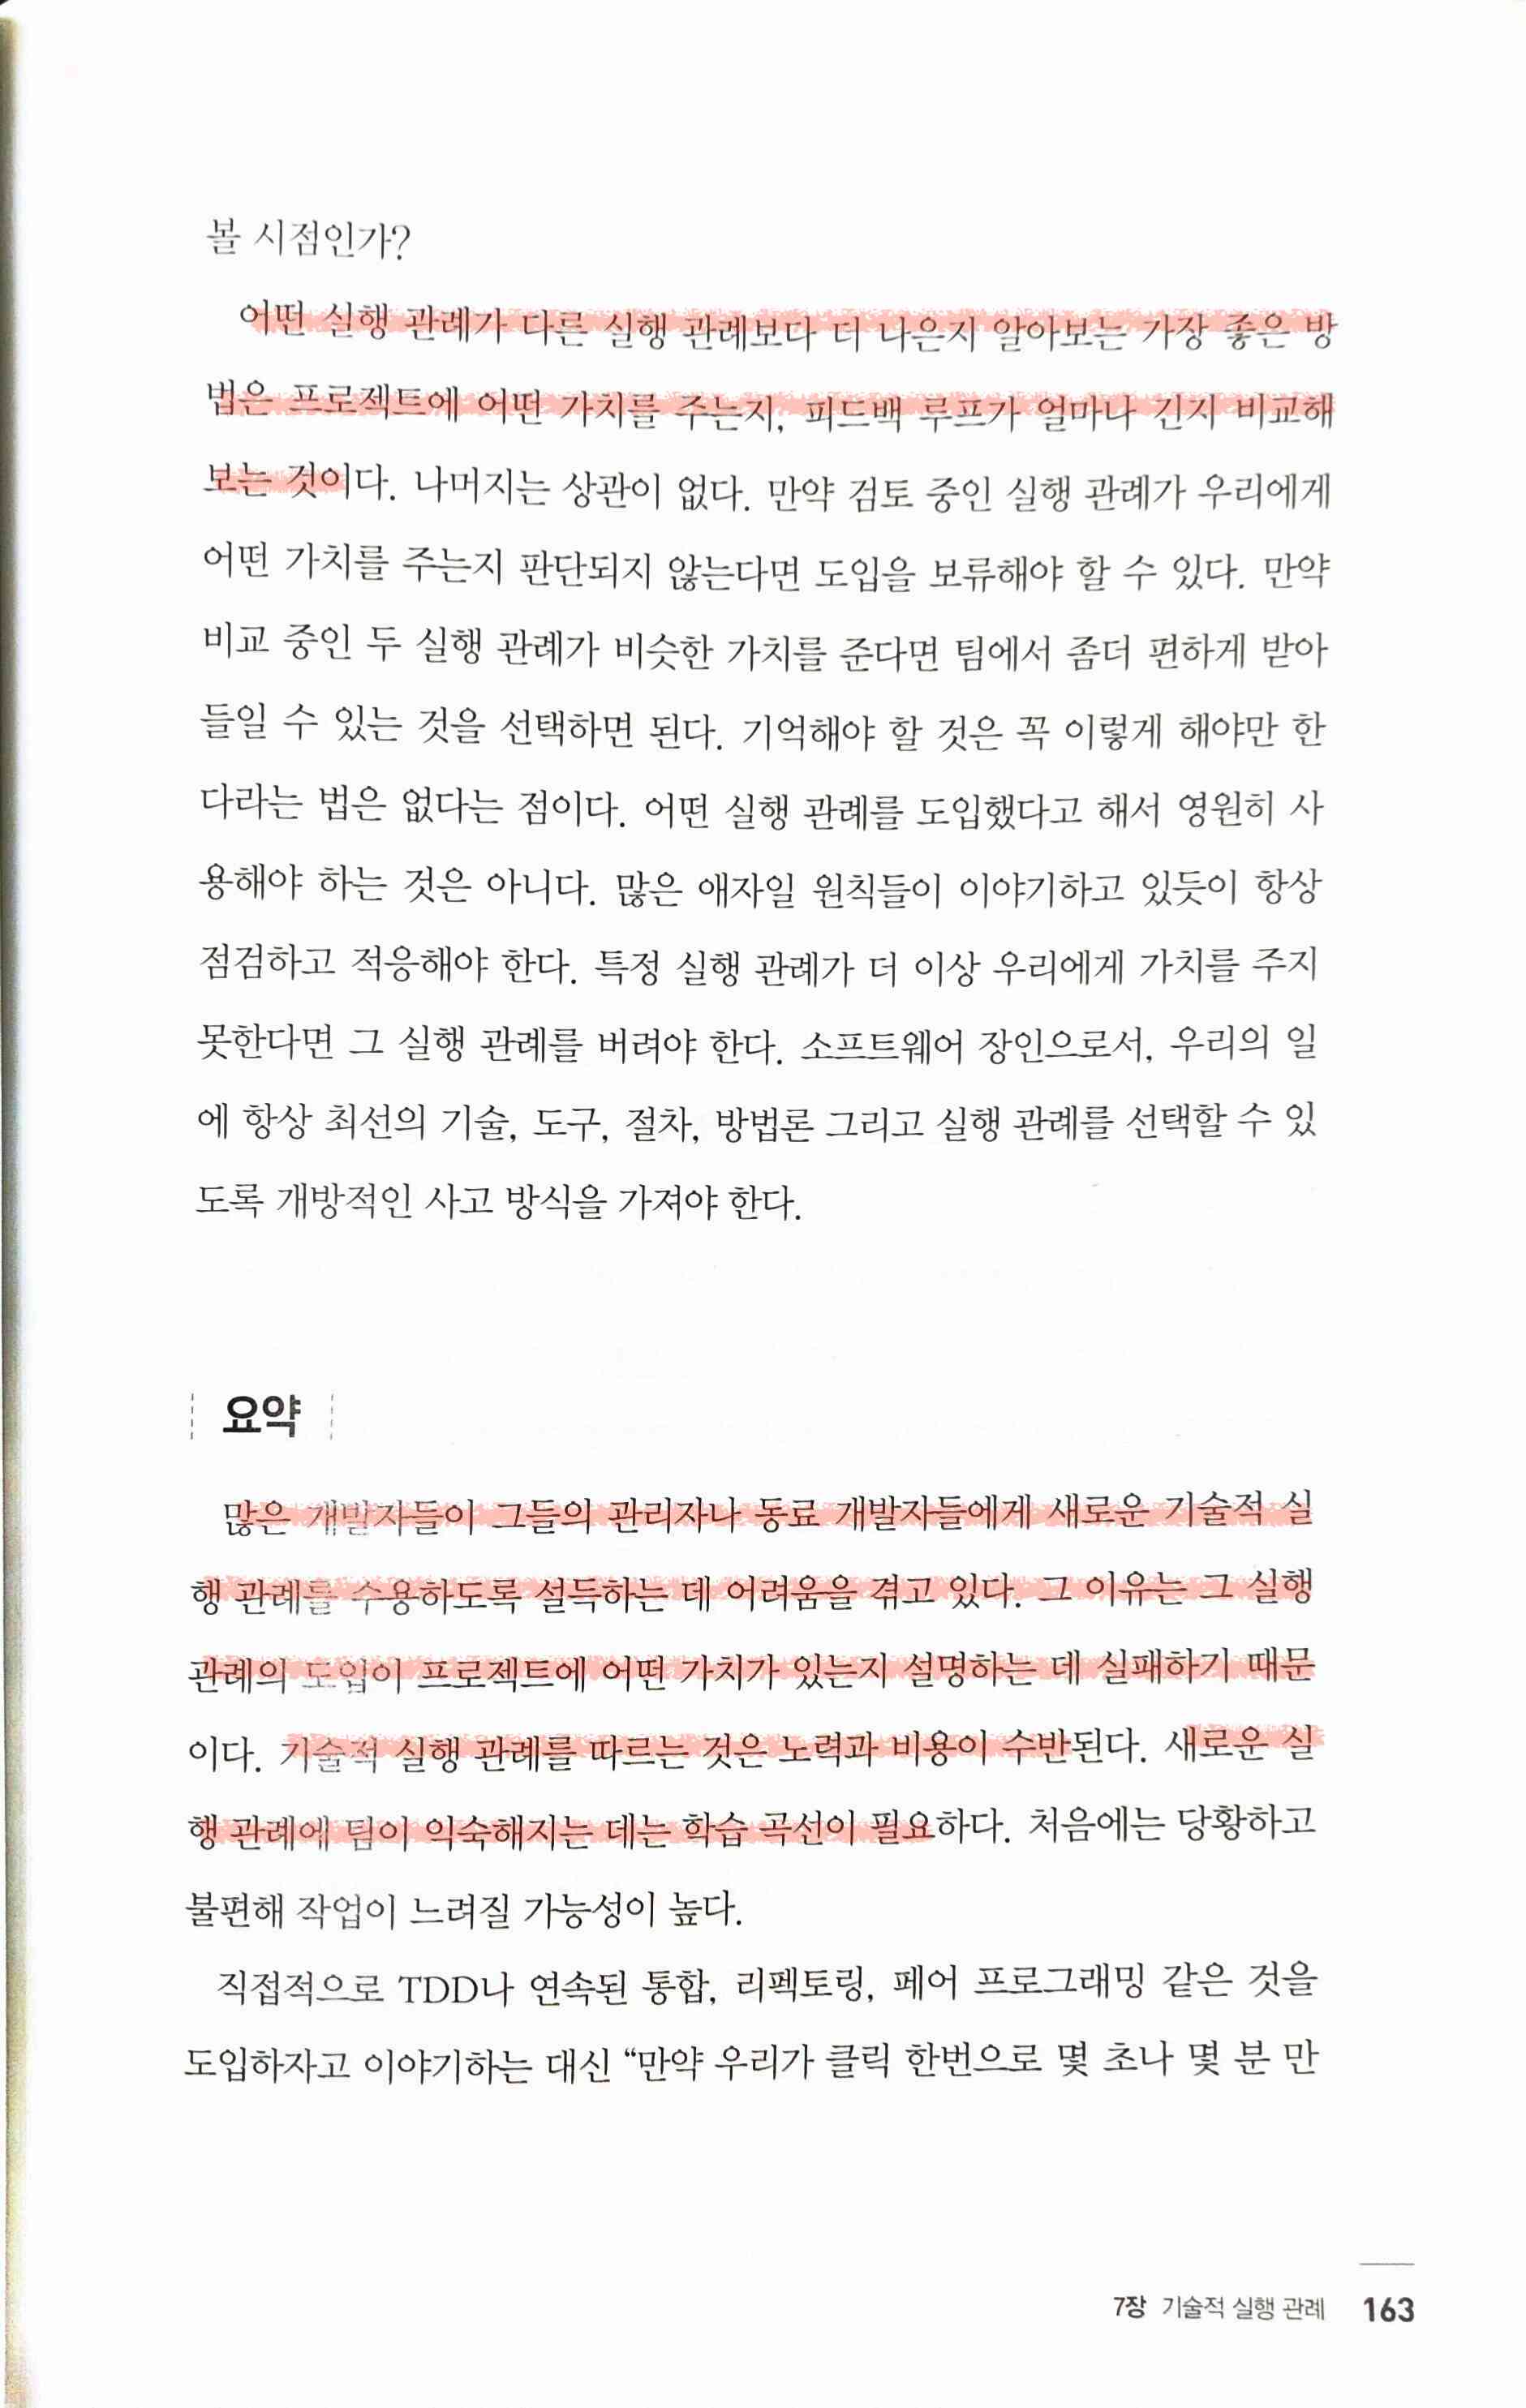 볼 시점인가?
어떤 실행 관례가 다른 실행 관례보다 더 나은지 알아보는 가장 좋은 방
법은 프로젝트에 어떤 가치를 주는지, 피드백 루프가 얼마나 긴지 비교해
보는 것이다. 나머지는 상관이 없다. 만약 검토 중인 실행 관례가 우리에게
어떤 가치를 주는지 판단되지 않는다면 도입을 보류해야 할 수 있다. 만약
비교 중인 두 실행 관례가 비슷한 가치를 준다면 팀에서 좀더 편하게 받아
들일 수 있는 것을 선택하면 된다. 기억해야 할 것은 꼭 이렇게 해야만 한
다라는 법은 없다는 점이다. 어떤 실행 관례를 도입했다고 해서 영원히 사
용해야 하는 것은 아니다. 많은 애자일 원칙들이 이야기하고 있듯이 항상
점검하고 적응해야 한다. 특정 실행 관례가 더 이상 우리에게 가치를 주지
못한다면 그 실행 관례를 버려야 한다. 소프트웨어 장인으로서, 우리의 일
에 항상 최선의 기술, 도구, 절차, 방법론 그리고 실행 관례를 선택할 수 있
도록 개방적인 사고 방식을 가져야 한다.
요약
많은 개발자들이 그들의 관리자나 동료 개발자들에게 새로운 기술적 실
행 관례를 수용하도록 설득하는 데 어려움을 겪고 있다. 그 이유는 그 실행
관례의 도입이 프로젝트에 어떤 가치가 있는지 설명하는 데 실패하기 때문
이다. 기술적 실행 관례를 따르는 것은 노력과 비용이 수반된다. 새로운 실
행 관례에 팀이 익숙해지는 데는 학습 곡선이 필요하다. 처음에는 당황하고
불편해 작업이 느려질 가능성이 높다.
직접적으로 TDD나 연속된 통합, 리펙토링, 페어 프로그래밍 같은 것을
도입하자고 이야기하는 대신 “만약 우리가 클릭 한번으로 몇 초나 몇 분 만
7장 기술적 실행 관례 163